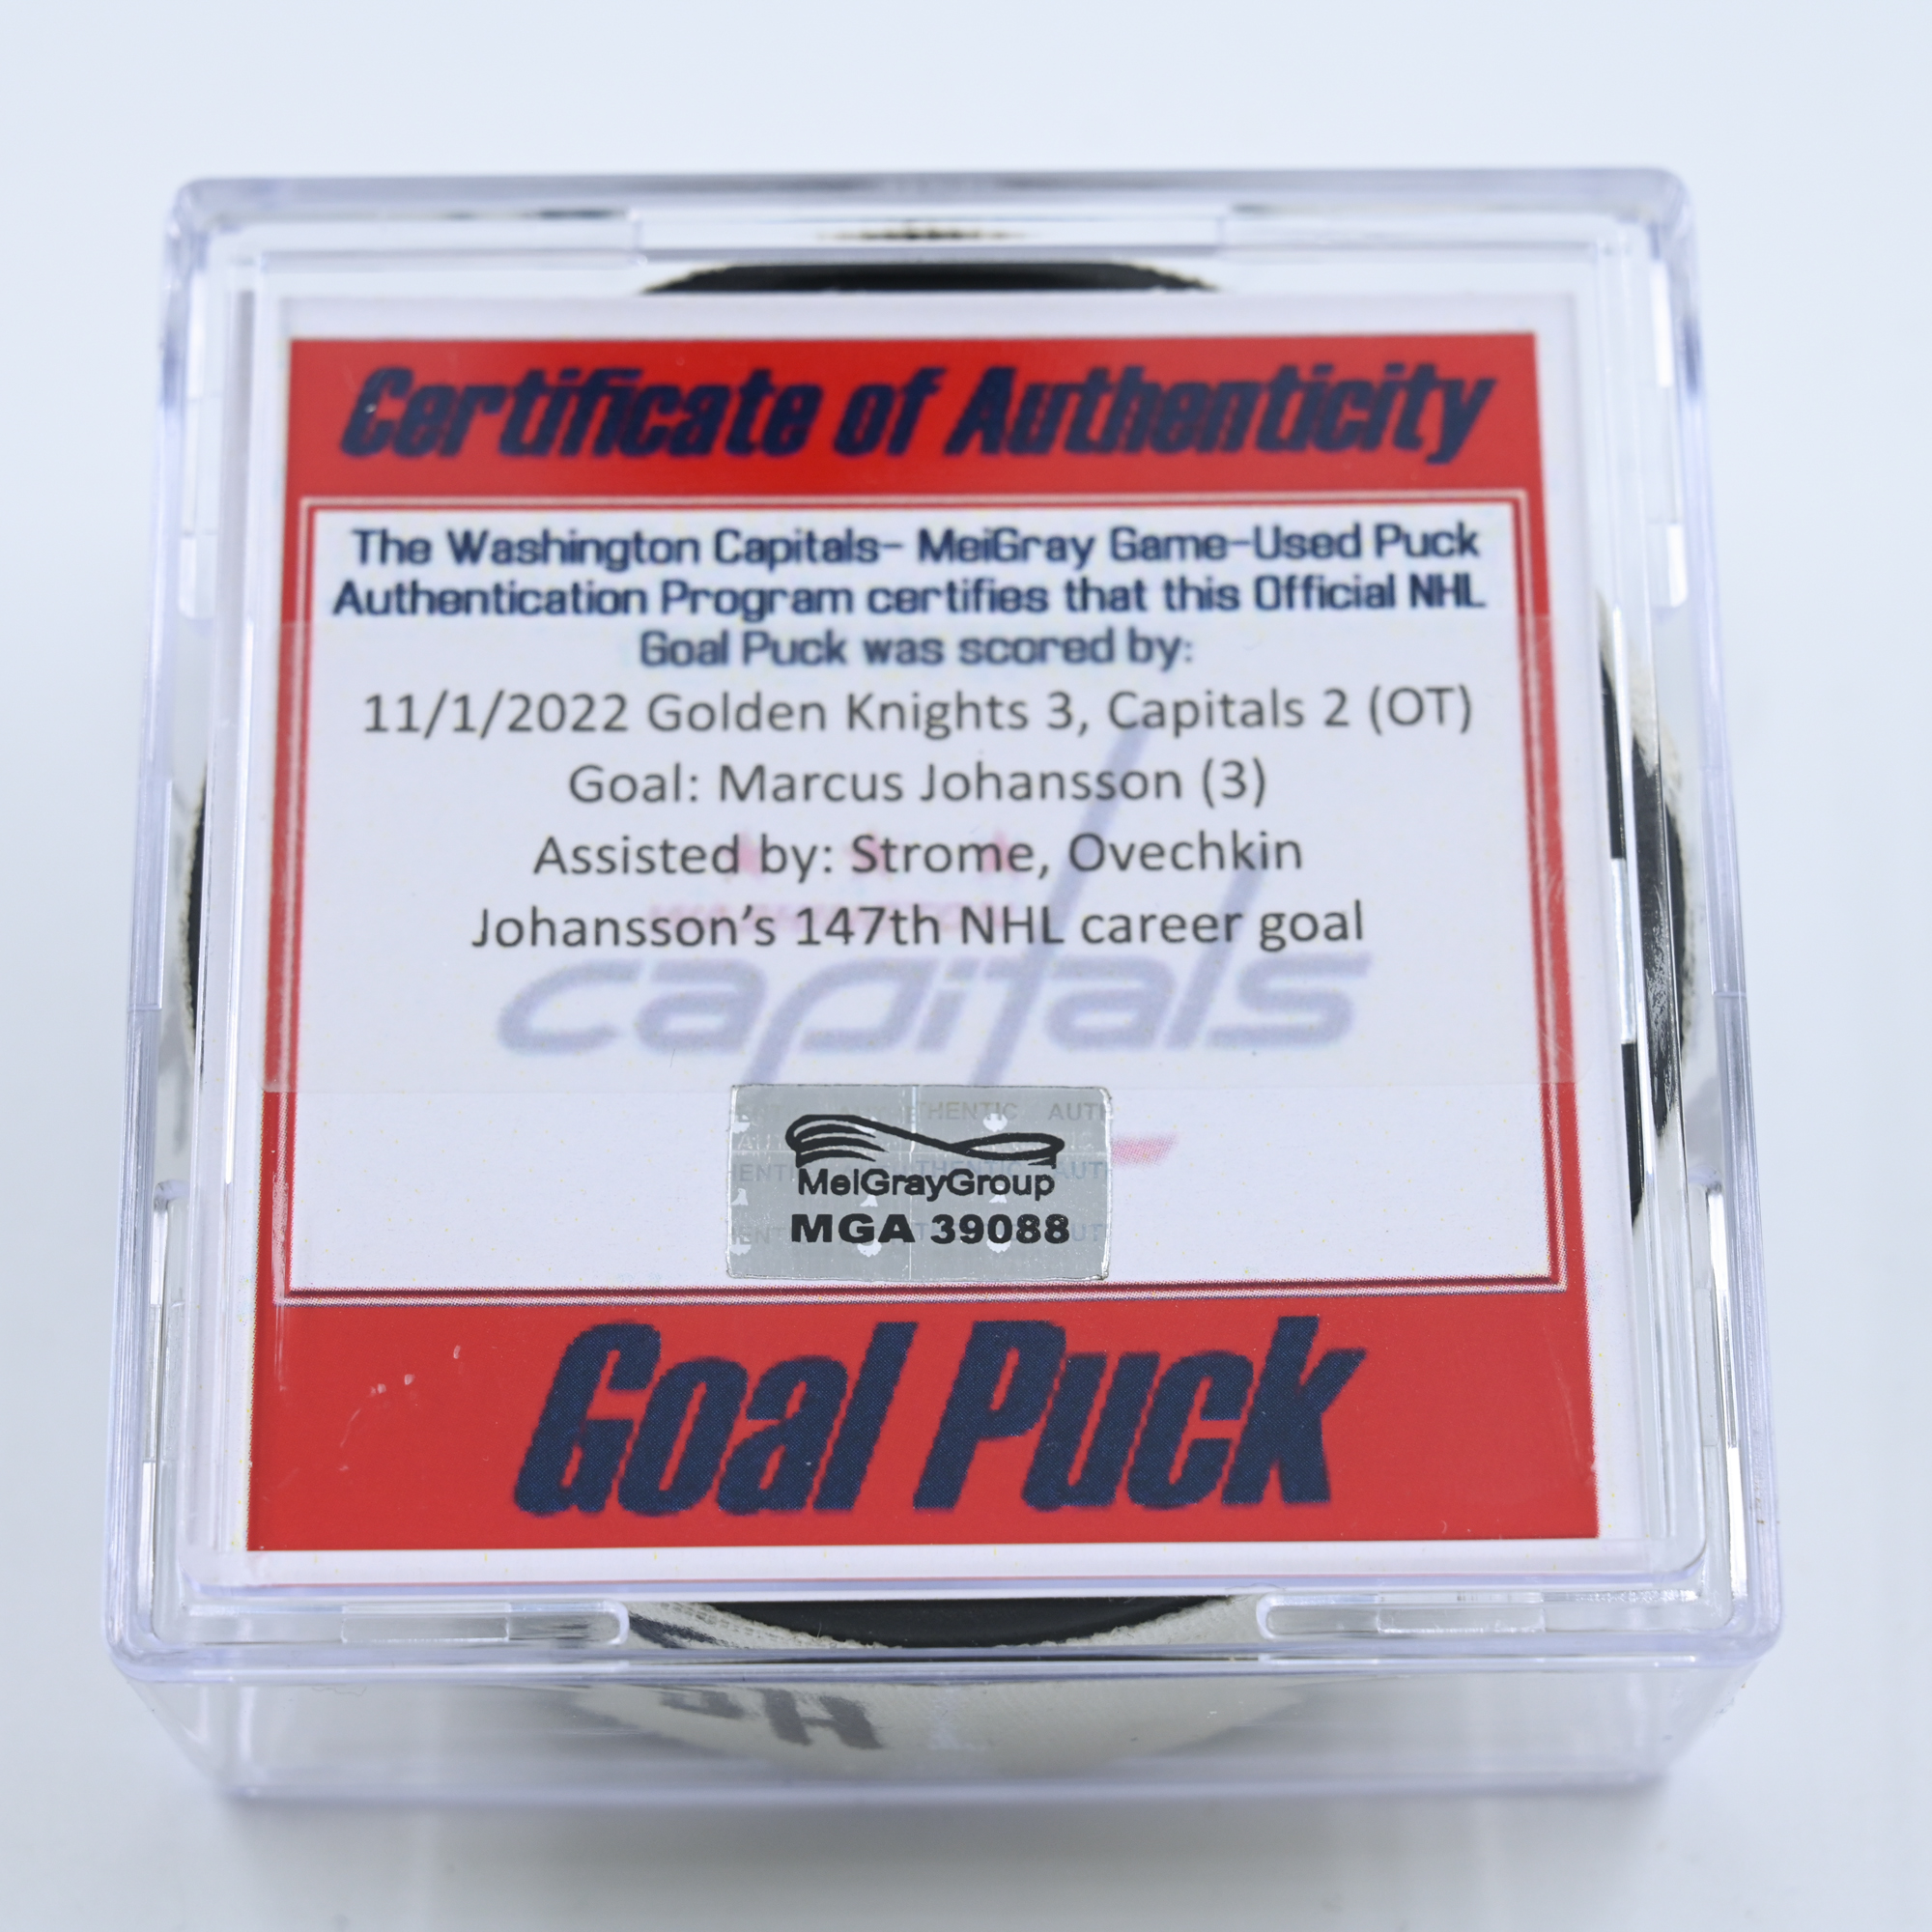 Certificate of Authenticity
The Washington Capitals- MeiGray Game-Used Puck
Authentication Program certifies that this Official NHL
Goal Puck was scored by:
11/1/2022 Golden Knights 3, Capitals 2 (OT)
Goal: Marcus Johansson (3)
Assisted by: Strome, Ovechkin
Johansson's 147th NHL career goal
capitals
MeiGrayGroup
MGA 39088
Goal Puck